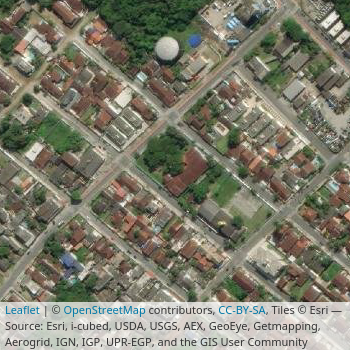 Leaflet | © OpenStreetMap contributors, CC-BY-SA, Tiles © Esri —
Source: Esri, i-cubed, USDA, USGS, AEX, GeoEye, Getmapping,
Aerogrid, IGN, IGP, UPR-EGP, and the GIS User Community